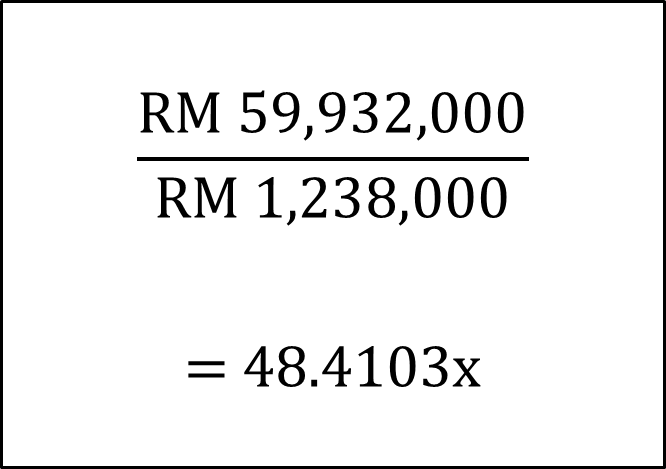 RM 59,932,000
RM 1,238,000
= 48.4103x